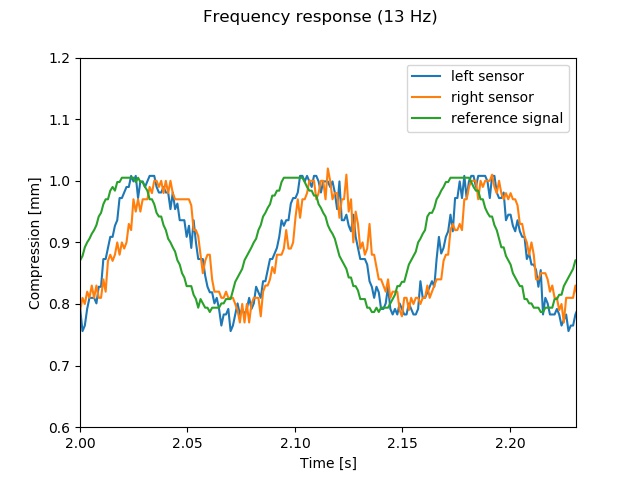 Frequency response (13 Hz)
1.2
1.1
1.0
0.9
0.8
0.7
0.6
Compression [mm]
left sensor
right sensor
reference signal
2.00 2.05 2.10 2.15 2.20
Time [s]